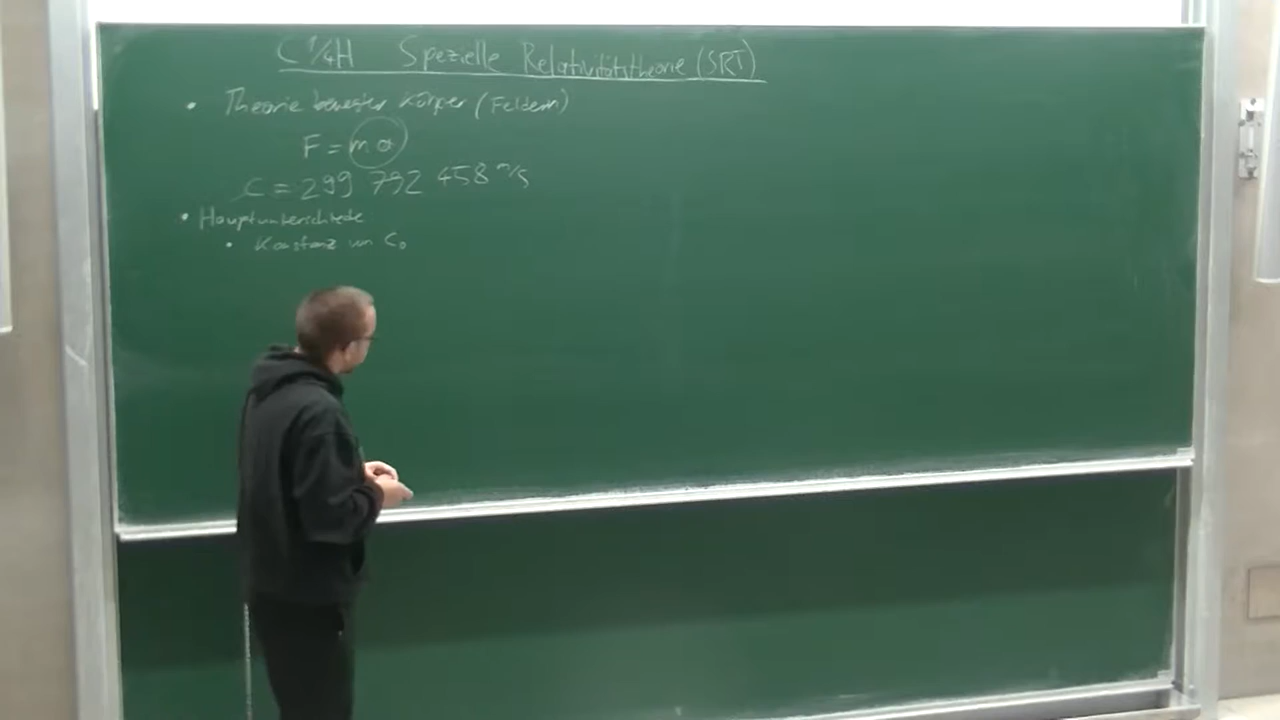 C¼H Spezielle Relativitätstheorie (SRT)
• Theorie bewegter Körper (Feldern)
F = m a
C = 299 792 458 m/s
• Hauptunterschiede
• Konstanz von C₀